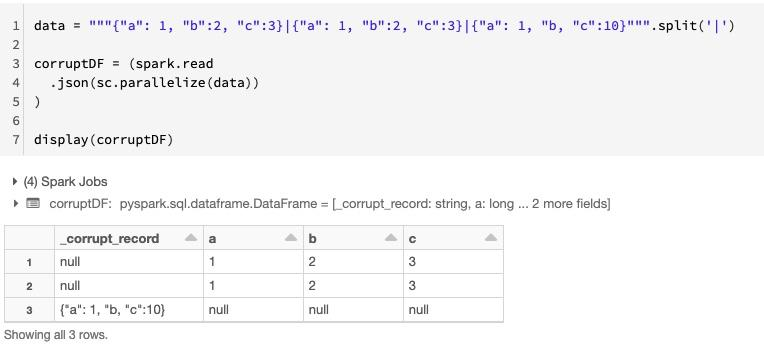 1 data = """{"a": 1, "b":2, "c":3}|{"a": 1, "b":2, "c":3}|{"a": 1, "b, "c":10}""".split('|')
2
3 corruptDF = (spark.read
4 .json(sc.parallelize(data))
5 )
6
7 display(corruptDF)
(4) Spark Jobs
corruptDF: pyspark.sql.dataframe.DataFrame = [_corrupt_record: string, a: long ... 2 more fields]
_corrupt_record a b c
1 null 1 2 3
2 null 1 2 3
3 {"a": 1, "b, "c":10} null null null
Showing all 3 rows.